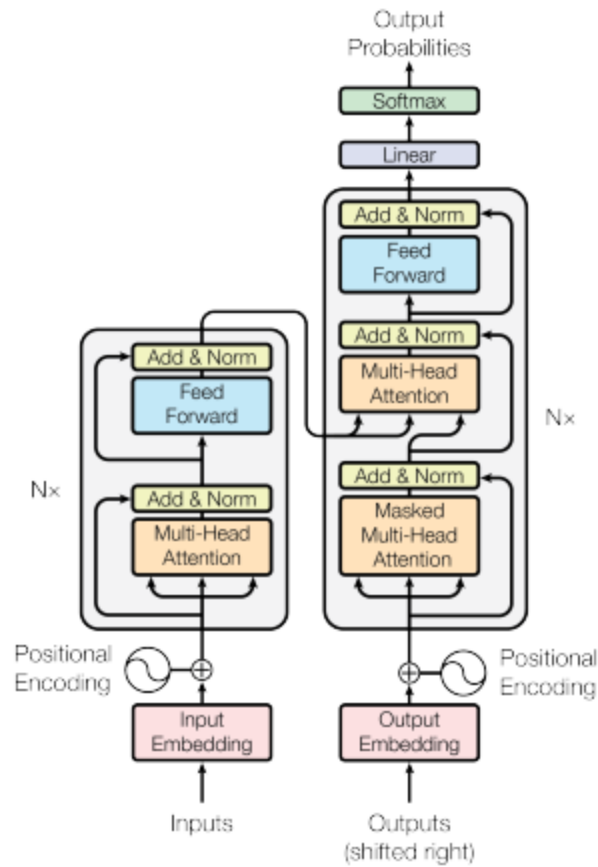 Output
Probabilities
Softmax
Linear
Add & Norm
Feed
Forward
Add & Norm
Multi-Head
Attention
Add & Norm
Masked
Multi-Head
Attention
Nx
Add & Norm
Feed
Forward
Add & Norm
Multi-Head
Attention
N×
Positional
Encoding
Positional
Encoding
Input
Embedding
Output
Embedding
Inputs
Outputs
(shifted right)